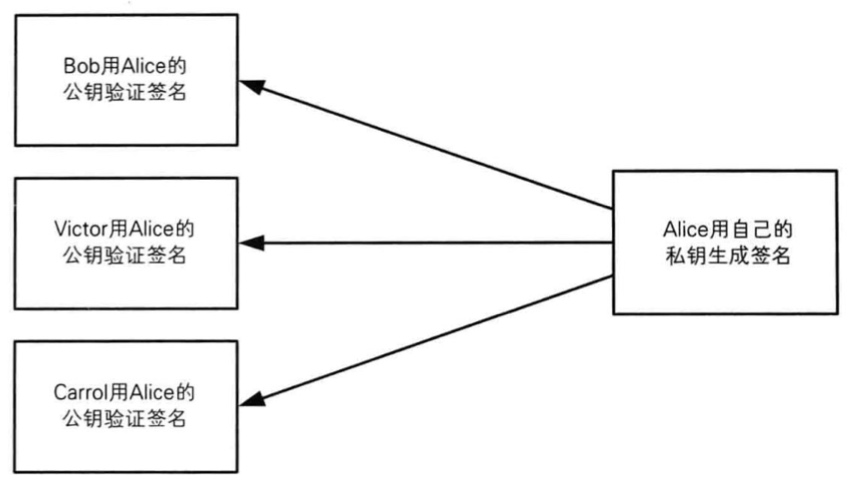 Bob用Alice的
公钥验证签名
Victor用Alice的
公钥验证签名
Carrol用Alice的
公钥验证签名
Alice用自己的
私钥生成签名